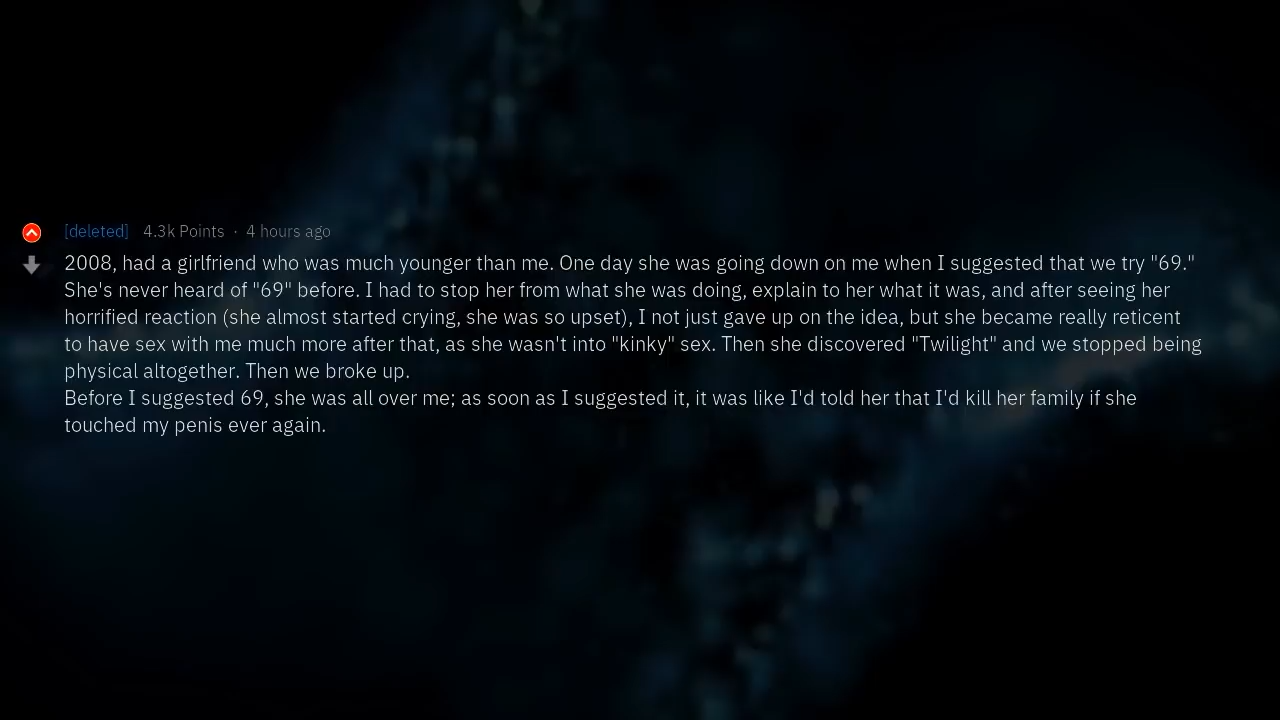 [deleted] 4.3k Points · 4 hours ago
2008, had a girlfriend who was much younger than me. One day she was going down on me when I suggested that we try "69."
She's never heard of "69" before. I had to stop her from what she was doing, explain to her what it was, and after seeing her
horrified reaction (she almost started crying, she was so upset), I not just gave up on the idea, but she became really reticent
to have sex with me much more after that, as she wasn't into "kinky" sex. Then she discovered "Twilight" and we stopped being
physical altogether. Then we broke up.
Before I suggested 69, she was all over me; as soon as I suggested it, it was like I'd told her that I'd kill her family if she
touched my penis ever again.